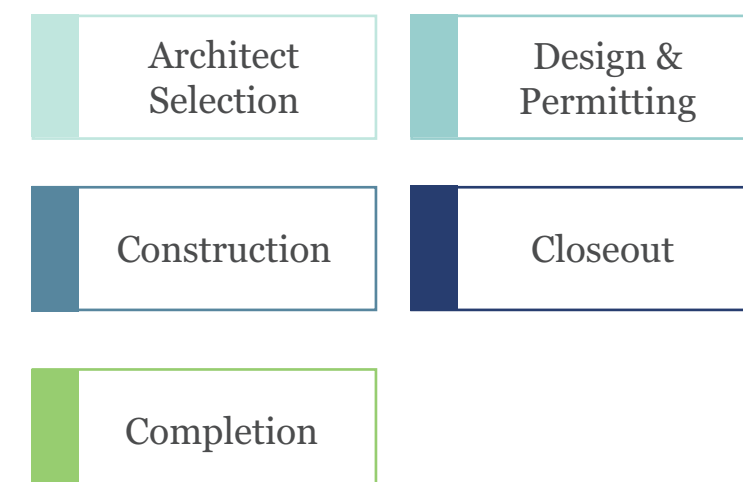 Architect
Selection
Design &
Permitting
Construction
Closeout
Completion